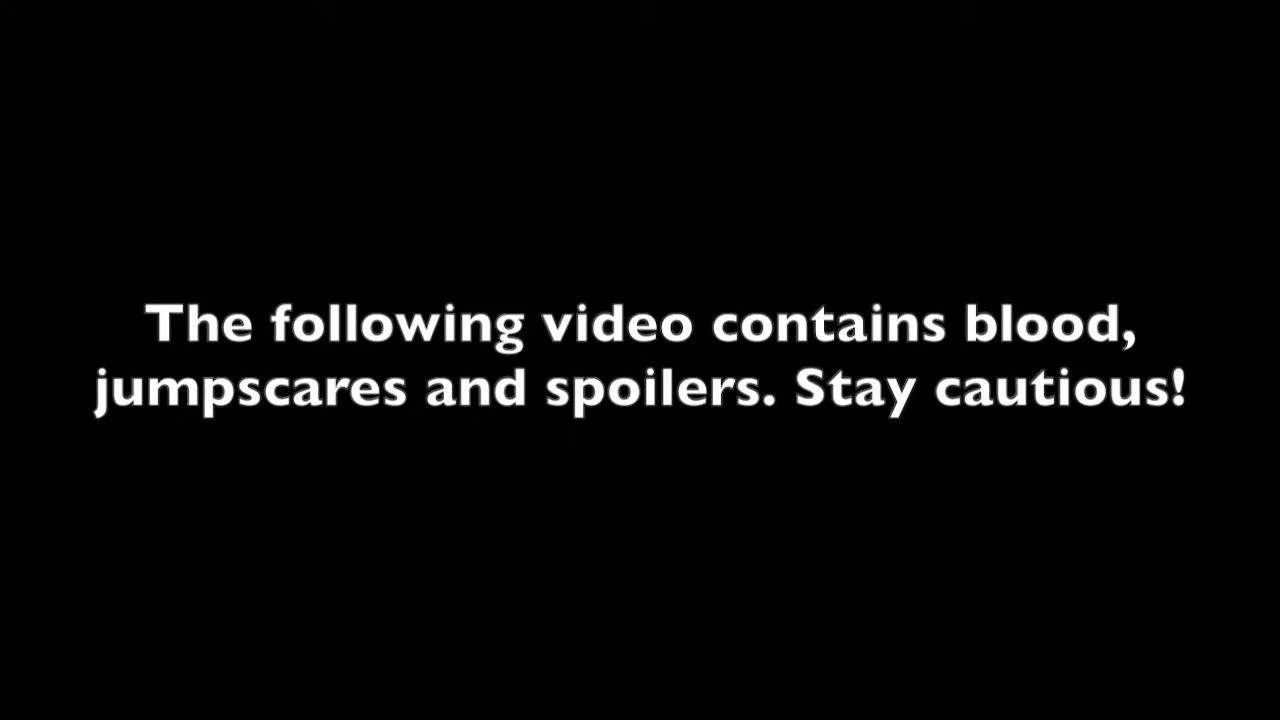 The following video contains blood,
jumpscares and spoilers. Stay cautious!